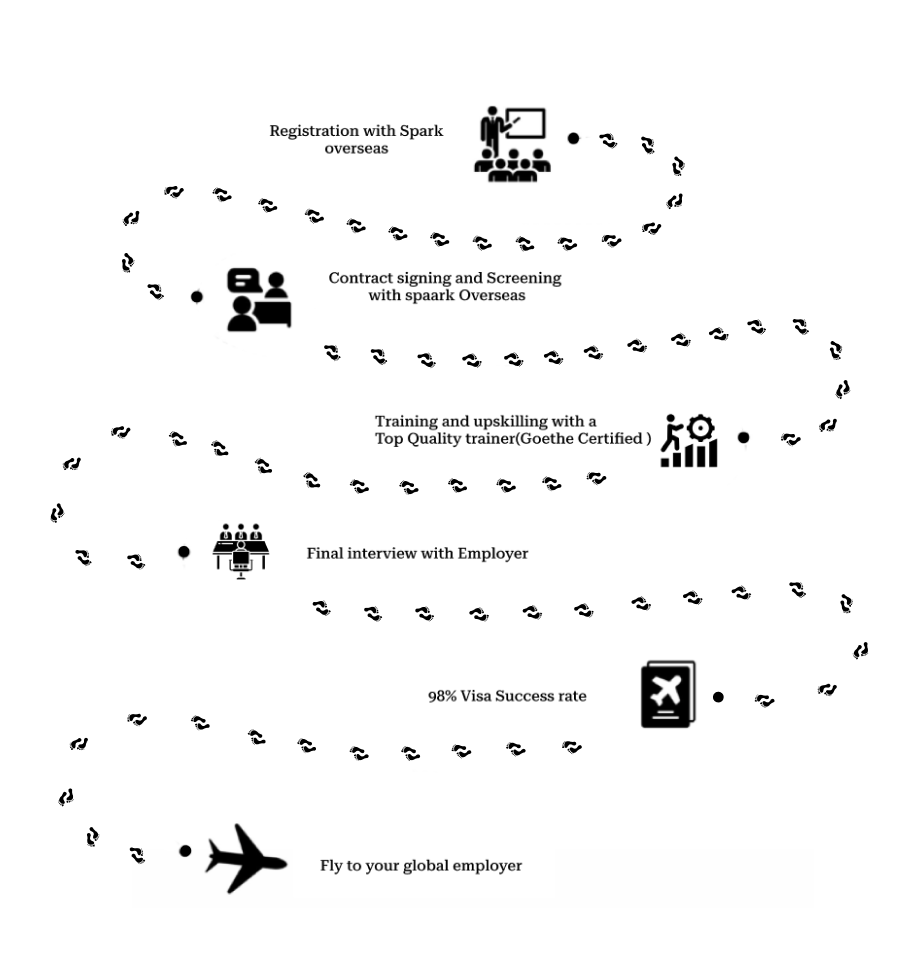 Registration with Spark
overseas
Contract signing and Screening
with spaark Overseas
Training and upskilling with a
Top Quality trainer(Goethe Certified )
Final interview with Employer
98% Visa Success rate
Fly to your global employer